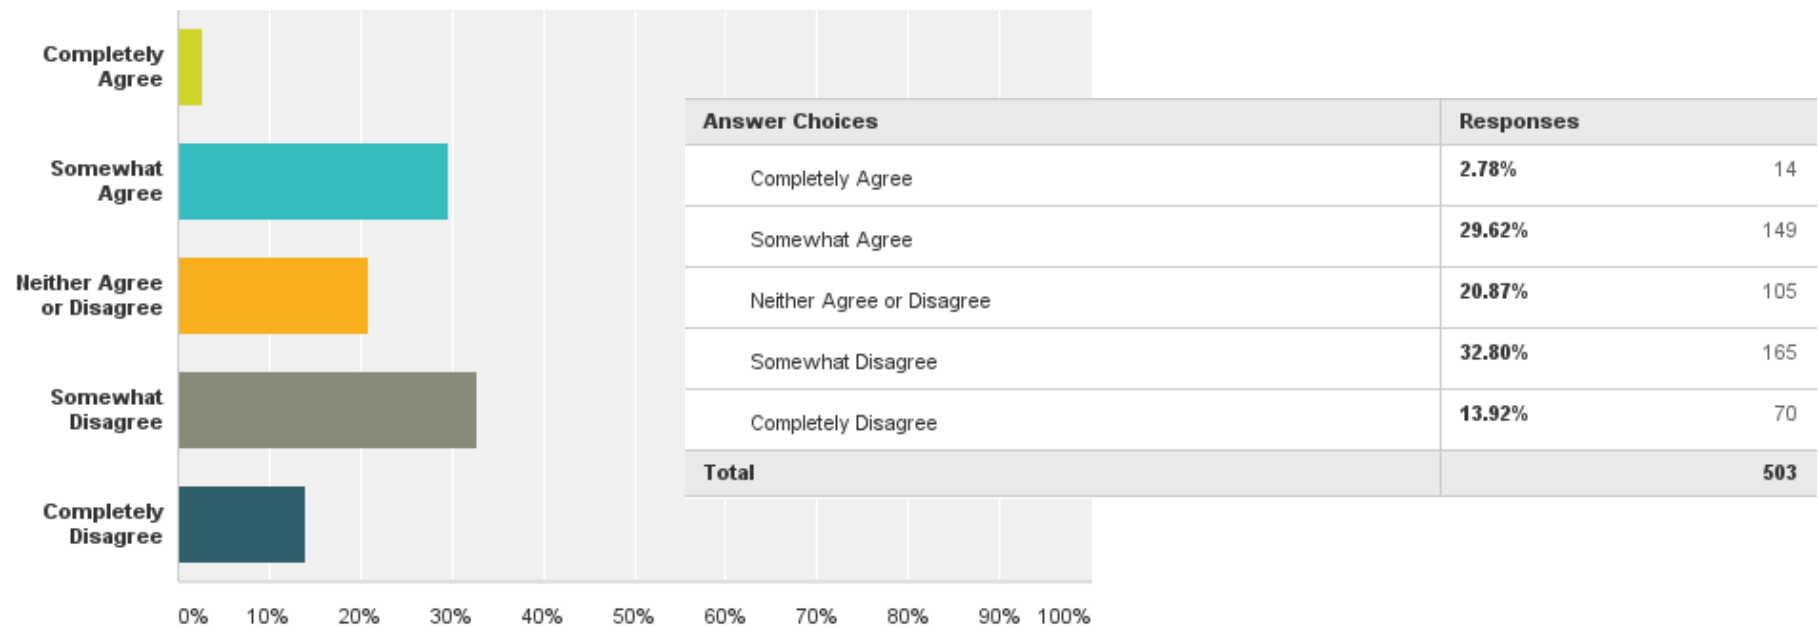 Completely
Agree
Somewhat
Agree
Neither Agree
or Disagree
Somewhat
Disagree
Completely
Disagree
0% 10% 20% 30% 40% 50% 60% 70% 80% 90% 100%
Answer Choices Responses
Completely Agree 2.78% 14
Somewhat Agree 29.62% 149
Neither Agree or Disagree 20.87% 105
Somewhat Disagree 32.80% 165
Completely Disagree 13.92% 70
Total 503